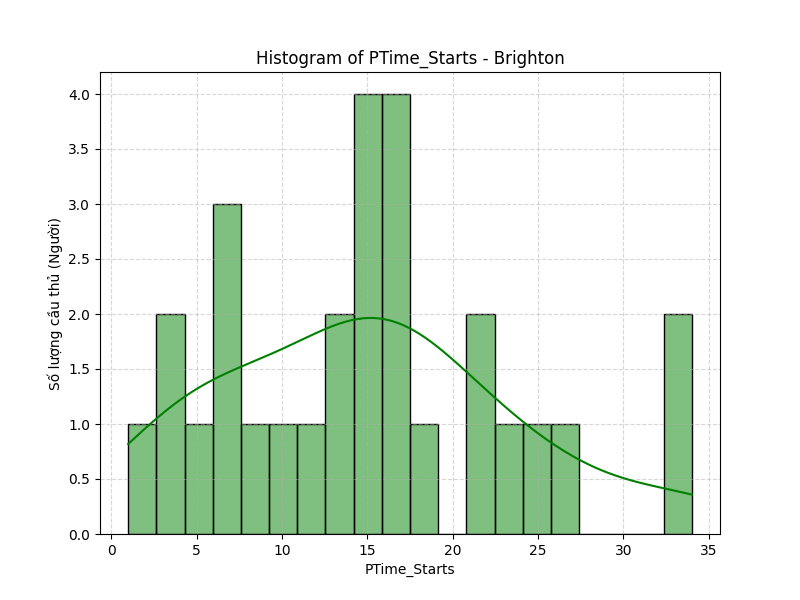 Histogram of PTime_Starts - Brighton
Số lượng cầu thủ (Người)
4.0
3.5
3.0
2.5
2.0
1.5
1.0
0.5
0.0
0 5 10 15 20 25 30 35
PTime_Starts